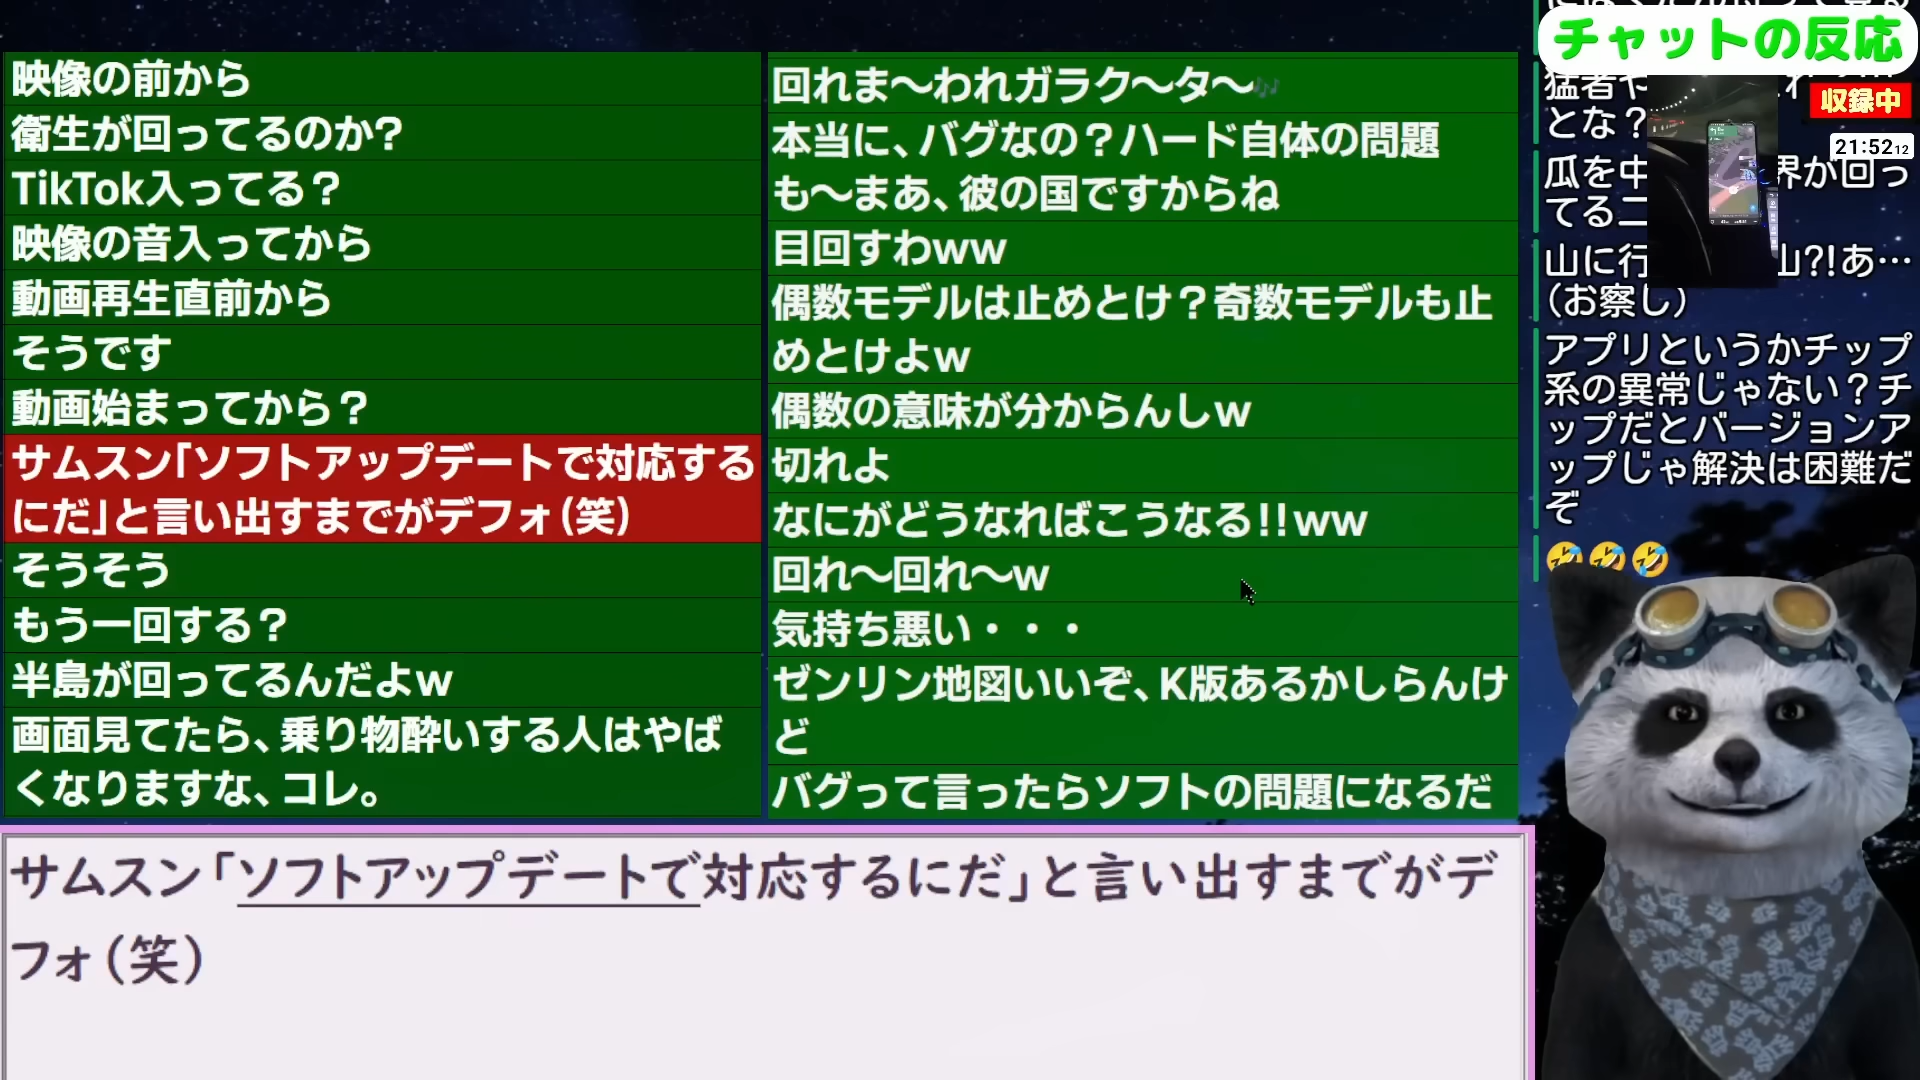 映像の前から
衛生が回ってるのか?
TikTok入ってる？
映像の音入ってから
動画再生直前から
そうです
動画始まってから？
サムスン「ソフトアップデートで対応する
にだ」と言い出すまでがデフォ(笑)
そうそう
もう一回する？
半島が回ってるんだよw
画面見てたら、乗り物酔いする人はやば
くなりますな、コレ。
回れま〜われガラク〜タ〜🎶
本当に、バグなの？ハード自体の問題
も〜まあ、彼の国ですからね
目回すわww
偶数モデルは止めとけ？奇数モデルも止
めとけよw
偶数の意味が分からんしw
切れよ
なにがどうなればこうなる!!ww
回れ〜回れ〜w
気持ち悪い・・・
ゼンリン地図いいぞ、K版あるかしらんけ
ど
バグって言ったらソフトの問題になるだ
サムスン「ソフトアップデートで対応するにだ」と言い出すまでがデ
フォ(笑)
チャットの反応
収録中
21:52 12
猛者や
とな？
瓜を中 界が回っ
てる二
山に行 山?!あ…
(お察し)
アプリというかチップ
系の異常じゃない？チ
ップだとバージョンア
ップじゃ解決は困難だ
ぞ
🤣🤣🤣